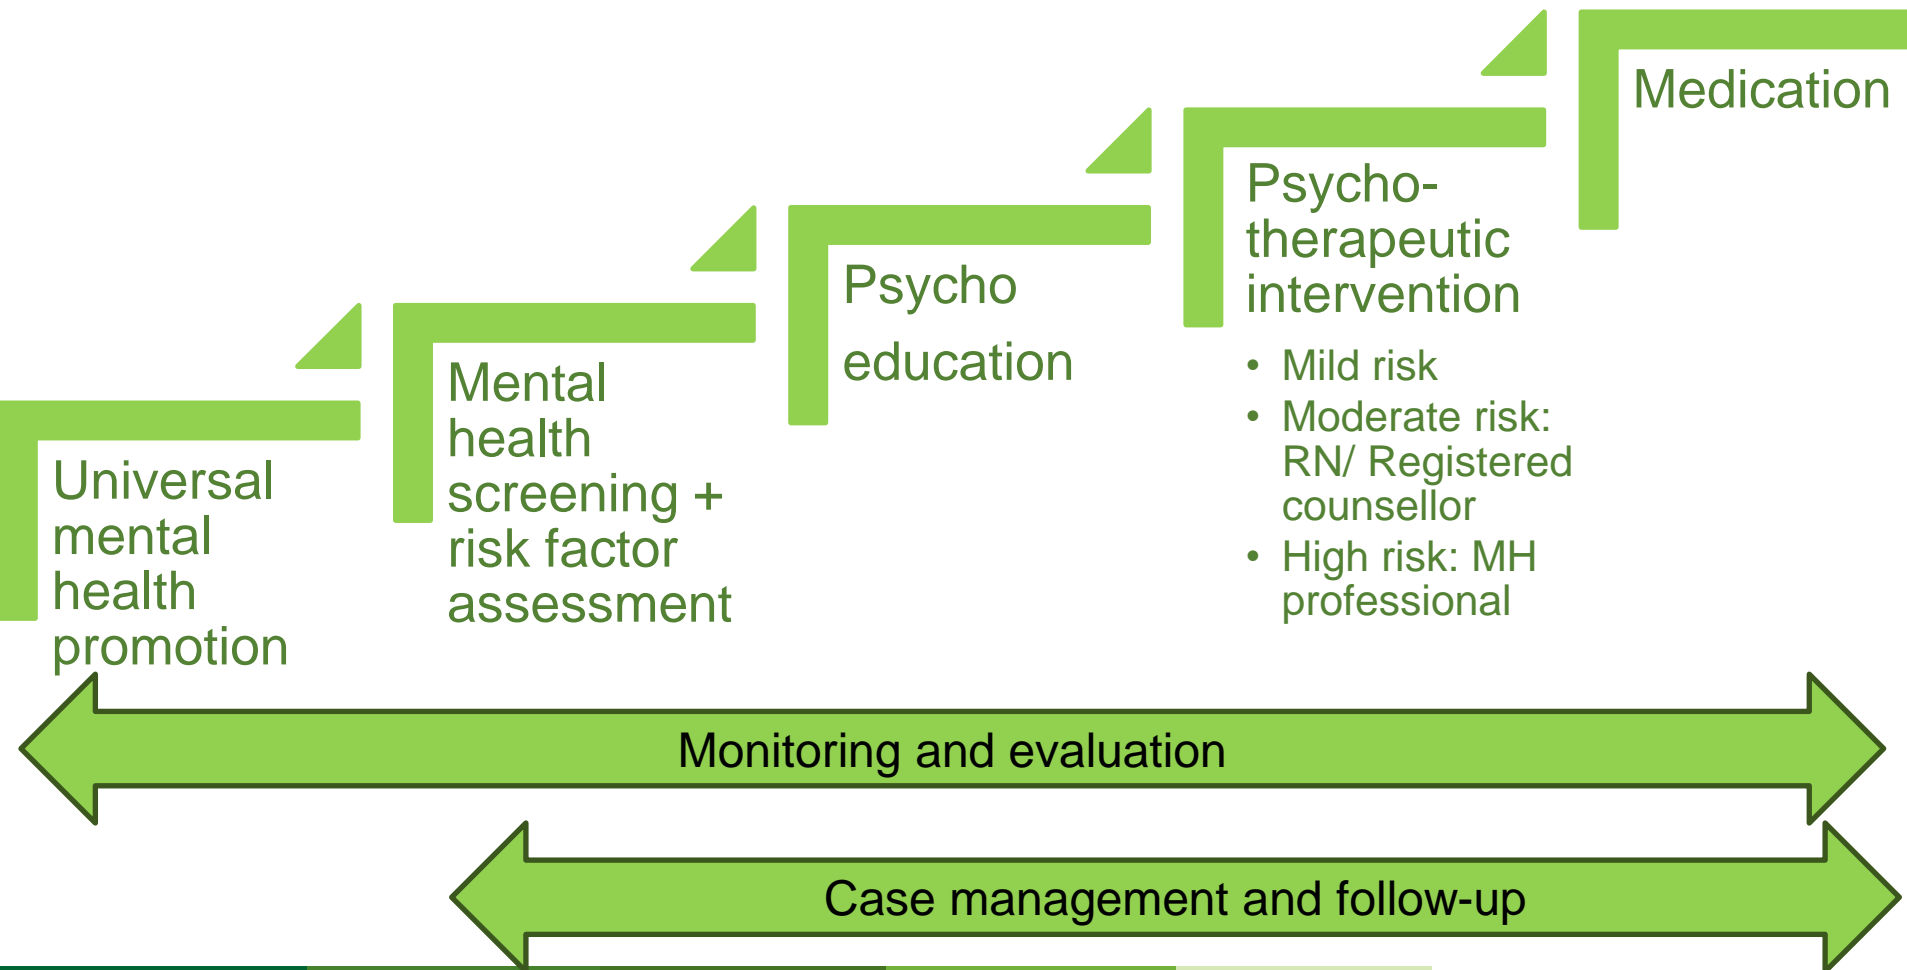 Universal
mental
health
promotion
Mental
health
screening +
risk factor
assessment
Psycho
education
Psycho-
therapeutic
intervention
• Mild risk
• Moderate risk:
RN/ Registered
counsellor
• High risk: MH
professional
Medication
Monitoring and evaluation
Case management and follow-up